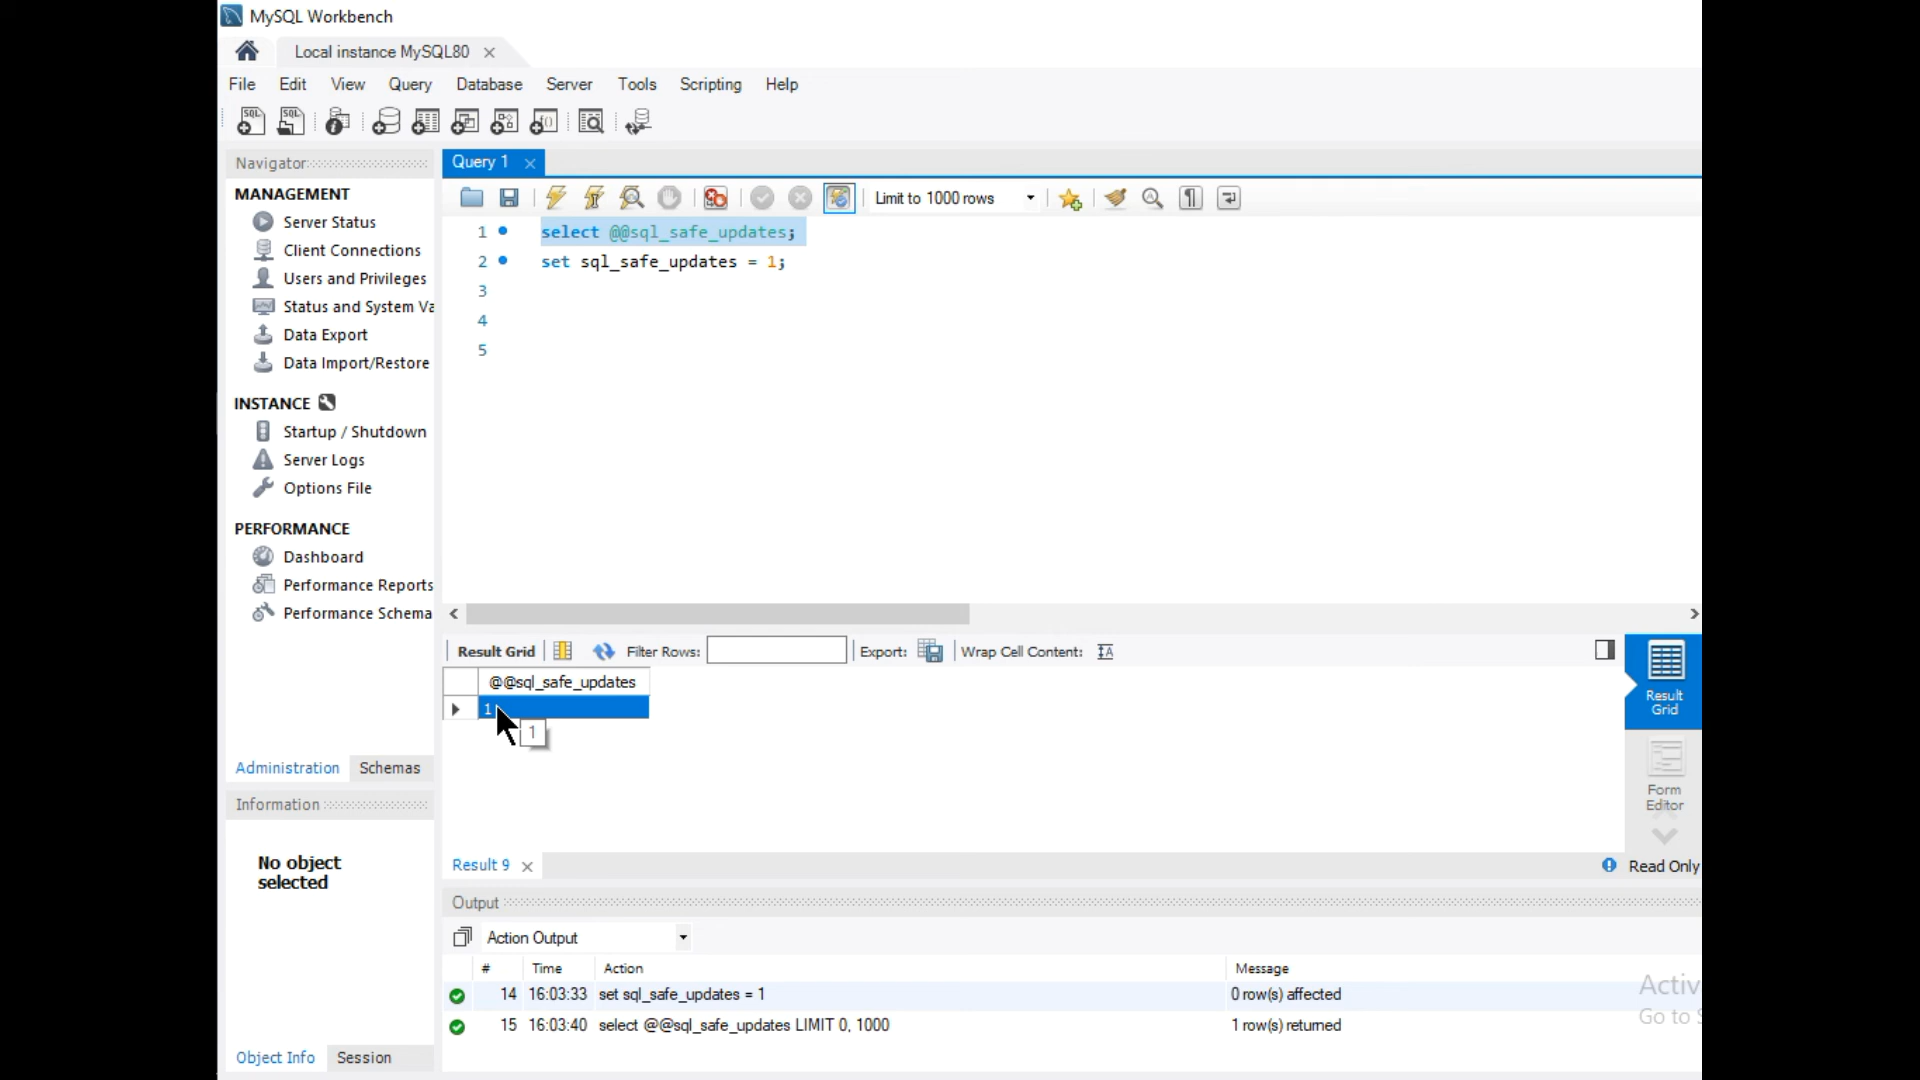 MySQL Workbench
Local instance MySQL80
File Edit View Query Database Server Tools Scripting Help
Navigator
Query 1
MANAGEMENT
Server Status
Client Connections
Users and Privileges
Status and System Va
Data Export
Data Import/Restore
INSTANCE
Startup / Shutdown
Server Logs
Options File
PERFORMANCE
Dashboard
Performance Reports
Performance Schema
Administration Schemas
Information
No object
selected
Object Info Session
Limit to 1000 rows
1 select @@sql_safe_updates;
2 set sql_safe_updates = 1;
3
4
5
Result Grid Filter Rows: Export: Wrap Cell Content:
@@sql_safe_updates
1
1
Result
Grid
Form
Editor
Result 9
Read Only
Output
Action Output
# Time Action Message
14 16:03:33 set sql_safe_updates = 1 0 row(s) affected
15 16:03:40 select @@sql_safe_updates LIMIT 0, 1000 1 row(s) returned
Activ
Go to S